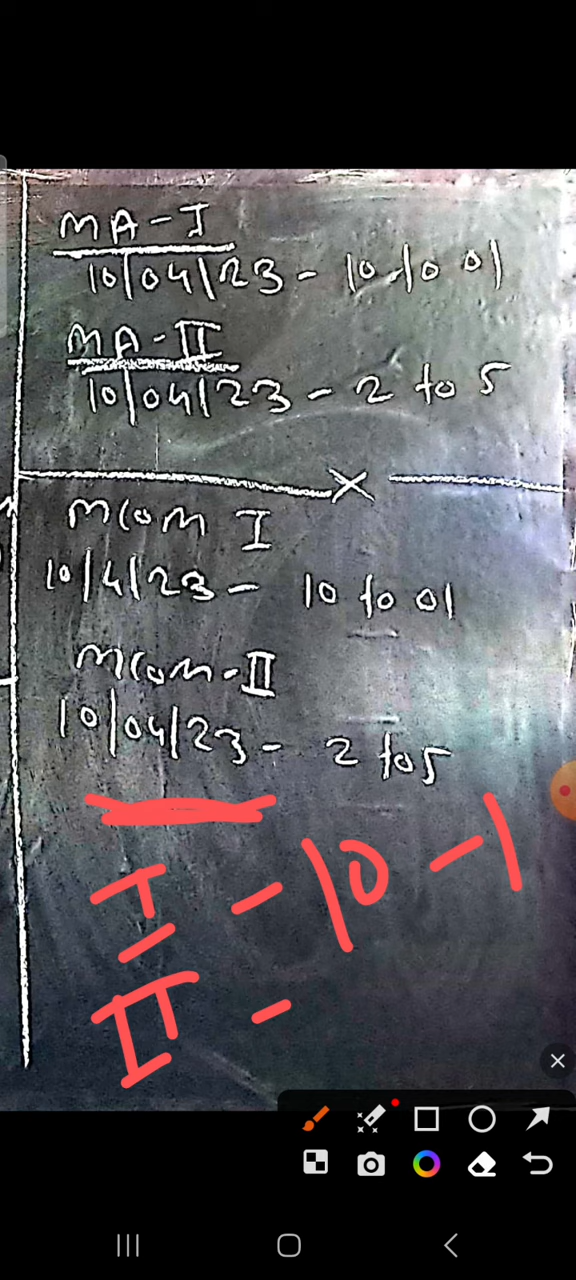 MA-I
10/04/23 - 10 to 01
MA-II
10/04/23 - 2 to 5
X
MCOM I
10/4/23 - 10 to 01
MCOM-II
10/04/23 - 2 to 5
I - 10 - 1
II -